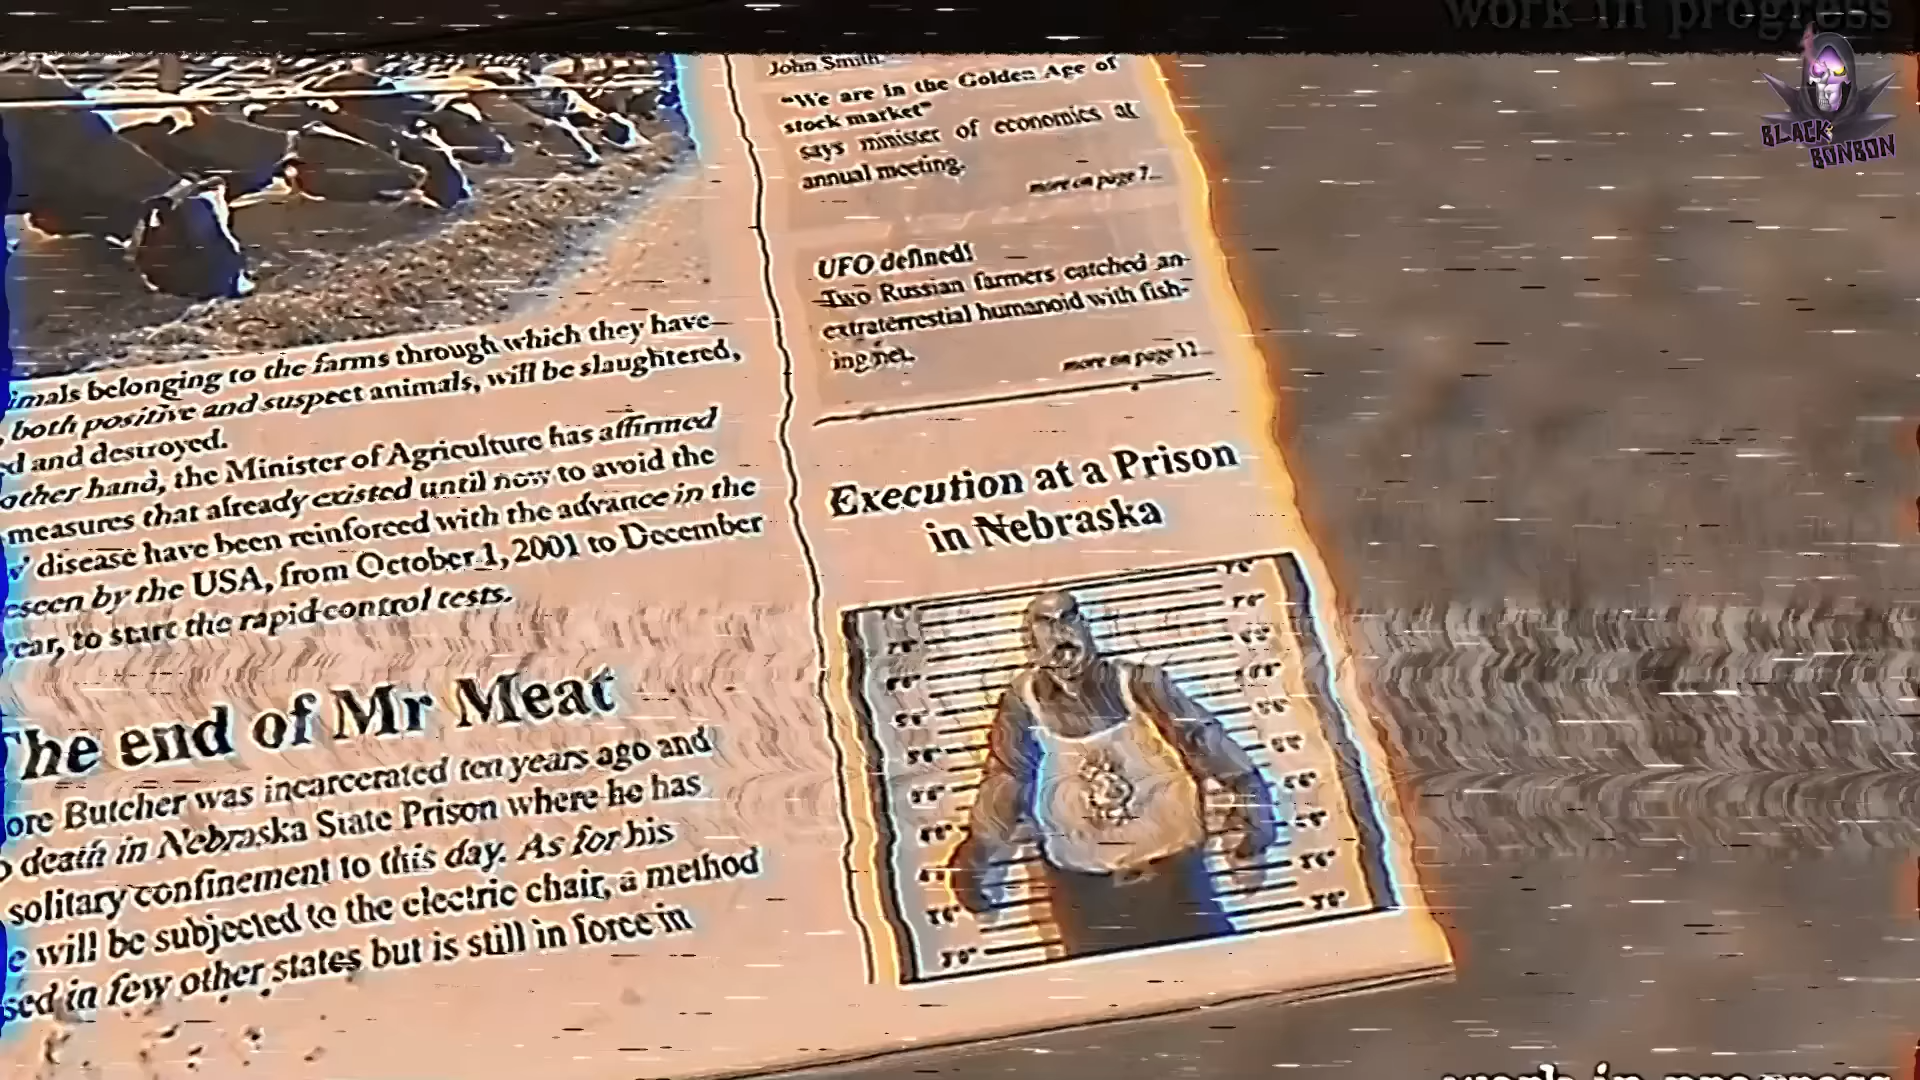 work in progress
BLACK
BONBON
John Smith
"We are in the Golden Age of
stock market"
says minister of economics at
annual meeting.
more on page 7...
UFO defined!
Two Russian farmers catched an
extraterrestial humanoid with fish-
ing net.
more on page 12...
imals belonging to the farms through which they have
, both positive and suspect animals, will be slaughtered,
d and destroyed.
other hand, the Minister of Agriculture has affirmed
measures that already existed until now to avoid the
' disease have been reinforced with the advance in the
eseen by the USA, from October 1, 2001 to December
ear, to start the rapid control tests.
The end of Mr Meat
ore Butcher was incarcerated ten years ago and
death in Nebraska State Prison where he has
solitary confinement to this day. As for his
e will be subjected to the electric chair, a method
sed in few other states but is still in force in
Execution at a Prison
in Nebraska
work in progress